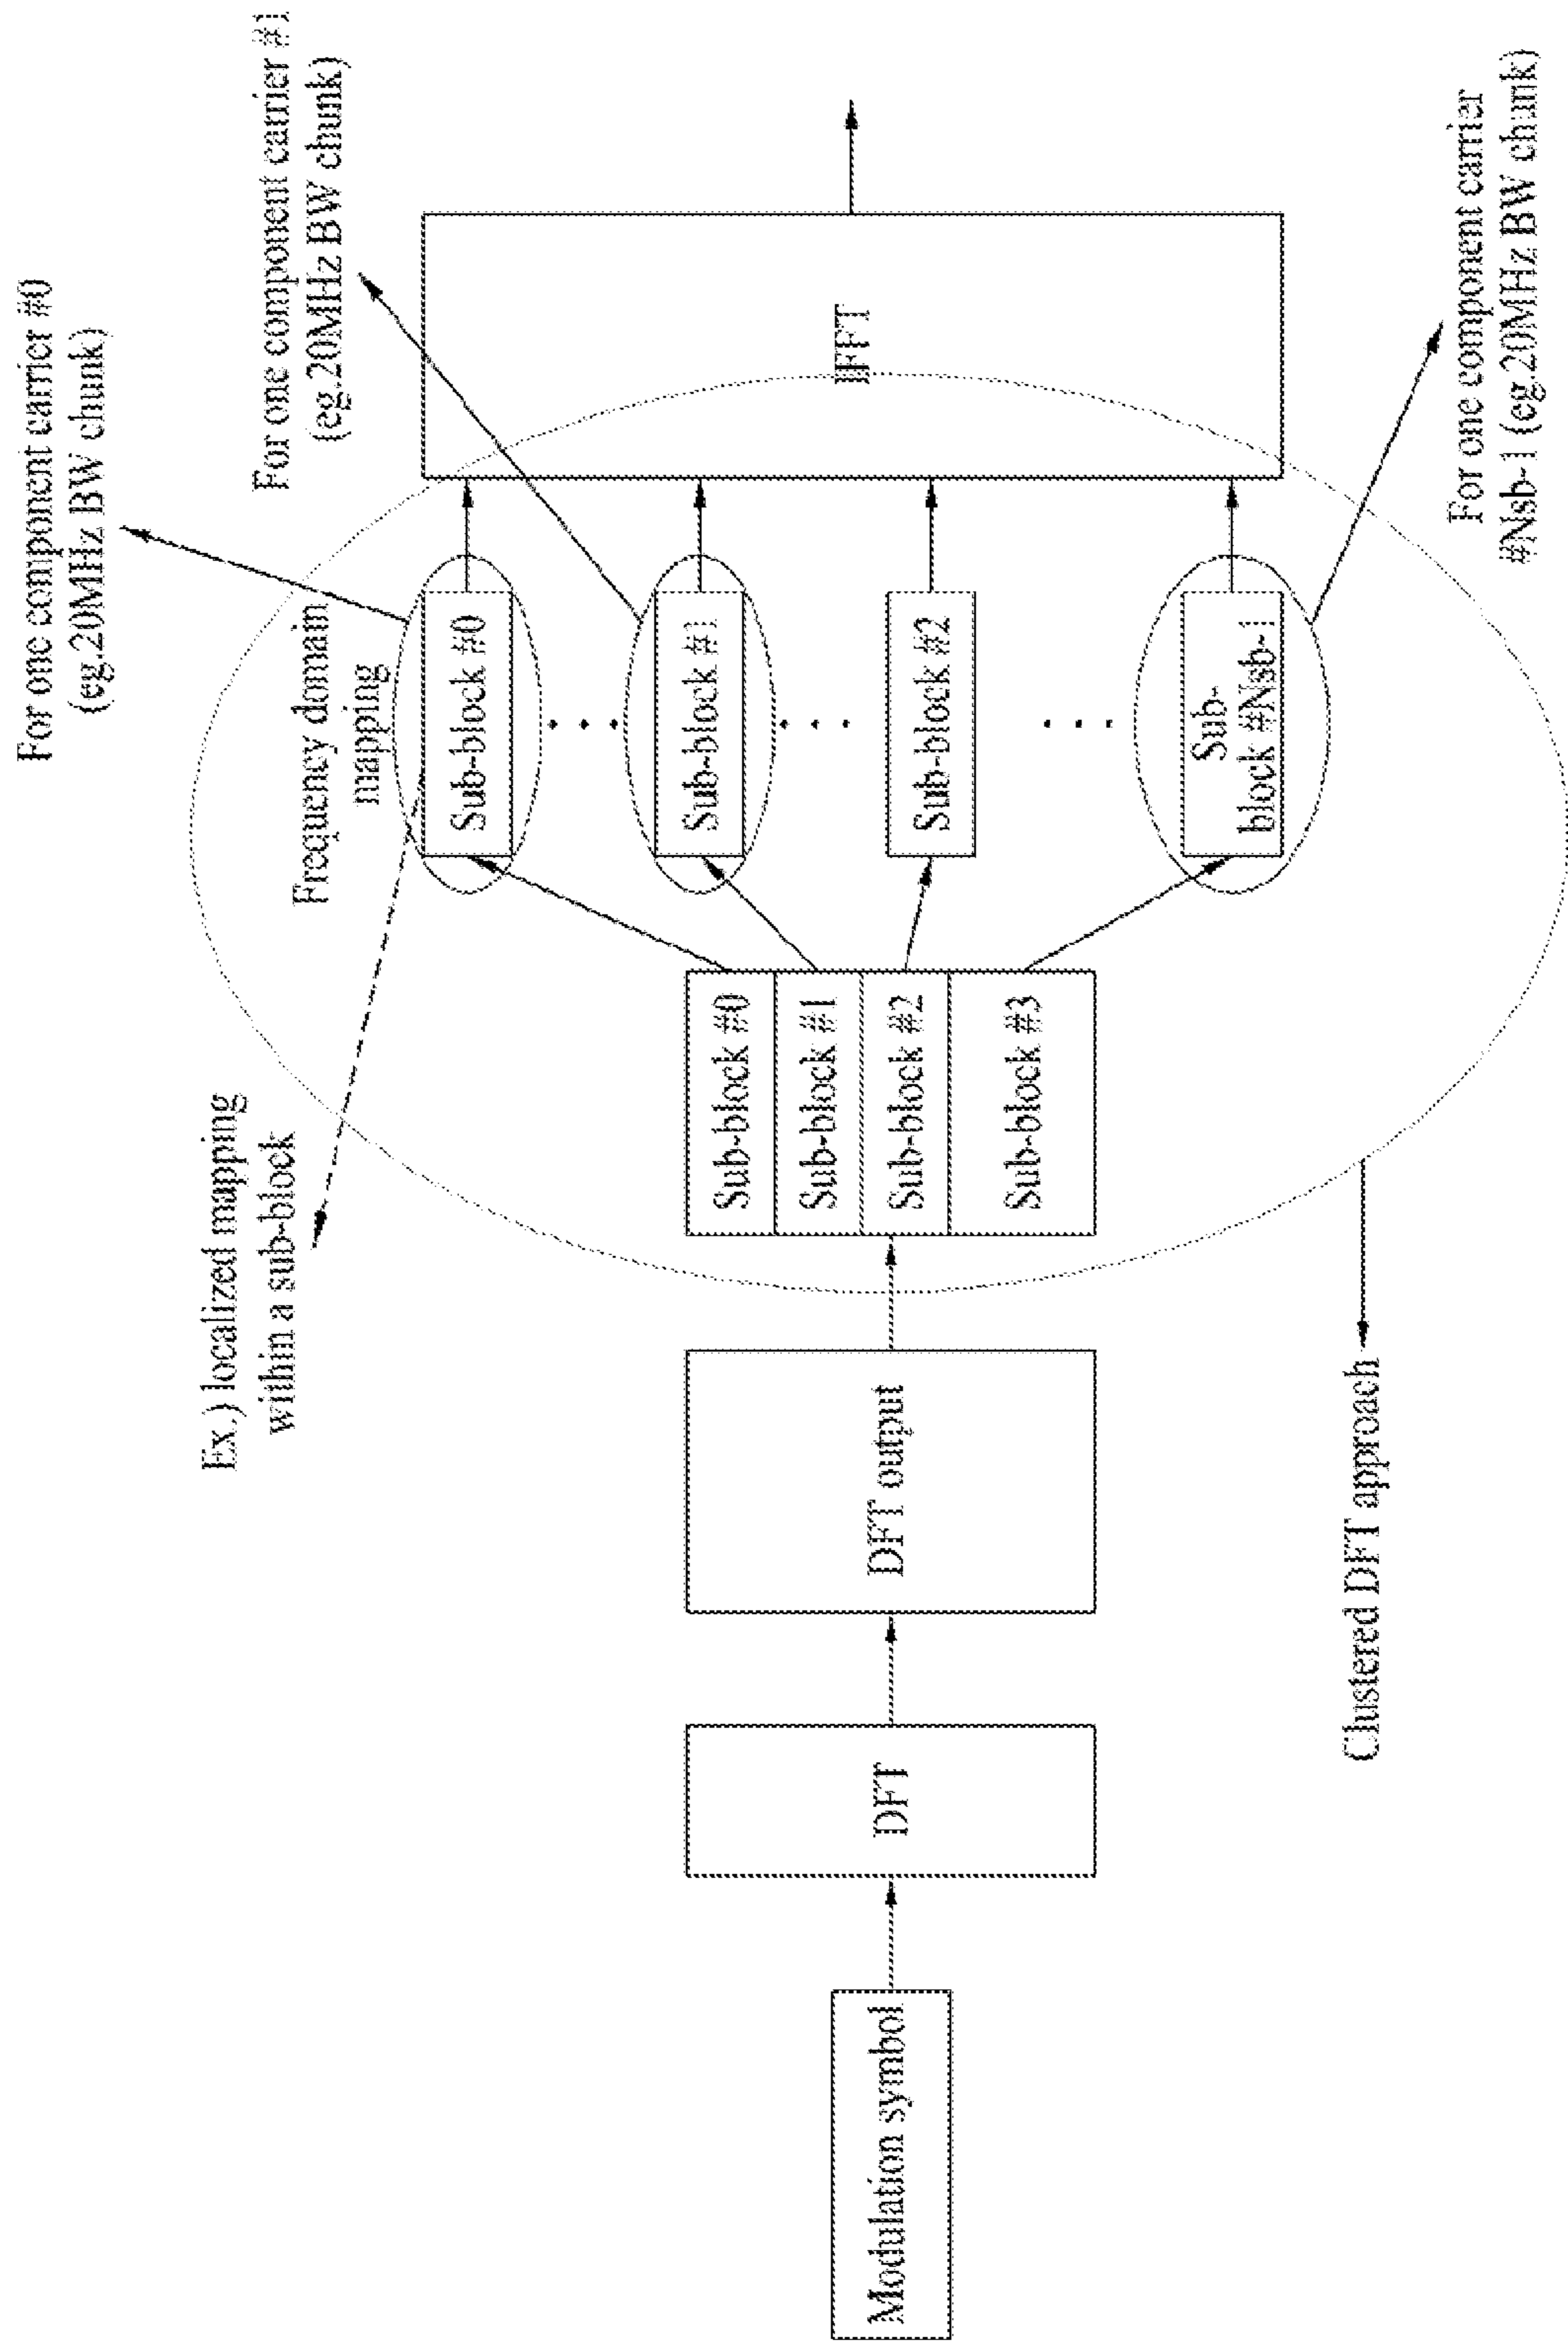 For one component carrier #0
(eg.20MHz BW chunk)
For one component carrier #1
(eg.20MHz BW chunk)
Ex.) localized mapping
within a sub-block
Frequency domain
mapping
Modulation symbol
DFT
DFT output
Sub-block #0
Sub-block #1
Sub-block #2
Sub-block #3
Sub-block #0
Sub-block #1
Sub-block #2
Sub-
block #Nsb-1
IFFT
Clustered DFT approach
For one component carrier
#Nsb-1 (eg.20MHz BW chunk)